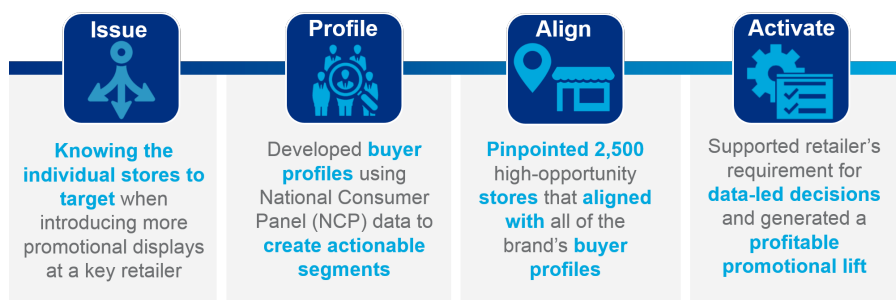 Issue
Knowing the
individual stores to
target when
introducing more
promotional displays
at a key retailer
Profile
Developed buyer
profiles using
National Consumer
Panel (NCP) data to
create actionable
segments
Align
Pinpointed 2,500
high-opportunity
stores that aligned
with all of the
brand's buyer
profiles
Activate
Supported retailer's
requirement for
data-led decisions
and generated a
profitable
promotional lift